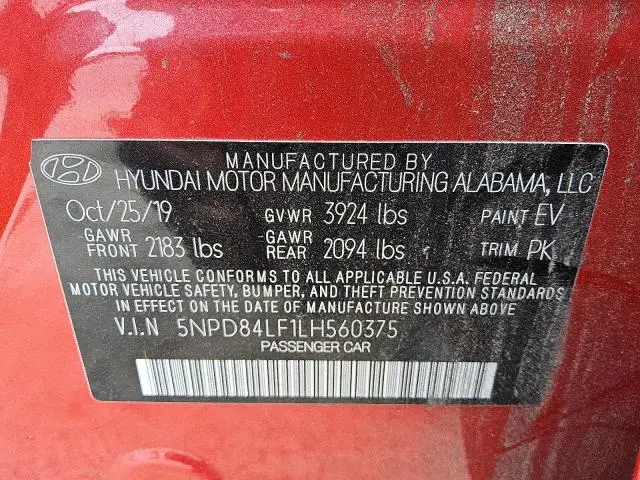 MANUFACTURED BY
HYUNDAI MOTOR MANUFACTURING ALABAMA, LLC
Oct/25/19 GVWR 3924 lbs PAINT EV
GAWR FRONT 2183 lbs GAWR REAR 2094 lbs TRIM PK
THIS VEHICLE CONFORMS TO ALL APPLICABLE U.S.A. FEDERAL
MOTOR VEHICLE SAFETY, BUMPER, AND THEFT PREVENTION STANDARDS
IN EFFECT ON THE DATE OF MANUFACTURE SHOWN ABOVE.
V.I.N 5NPD84LF1LH560375
PASSENGER CAR